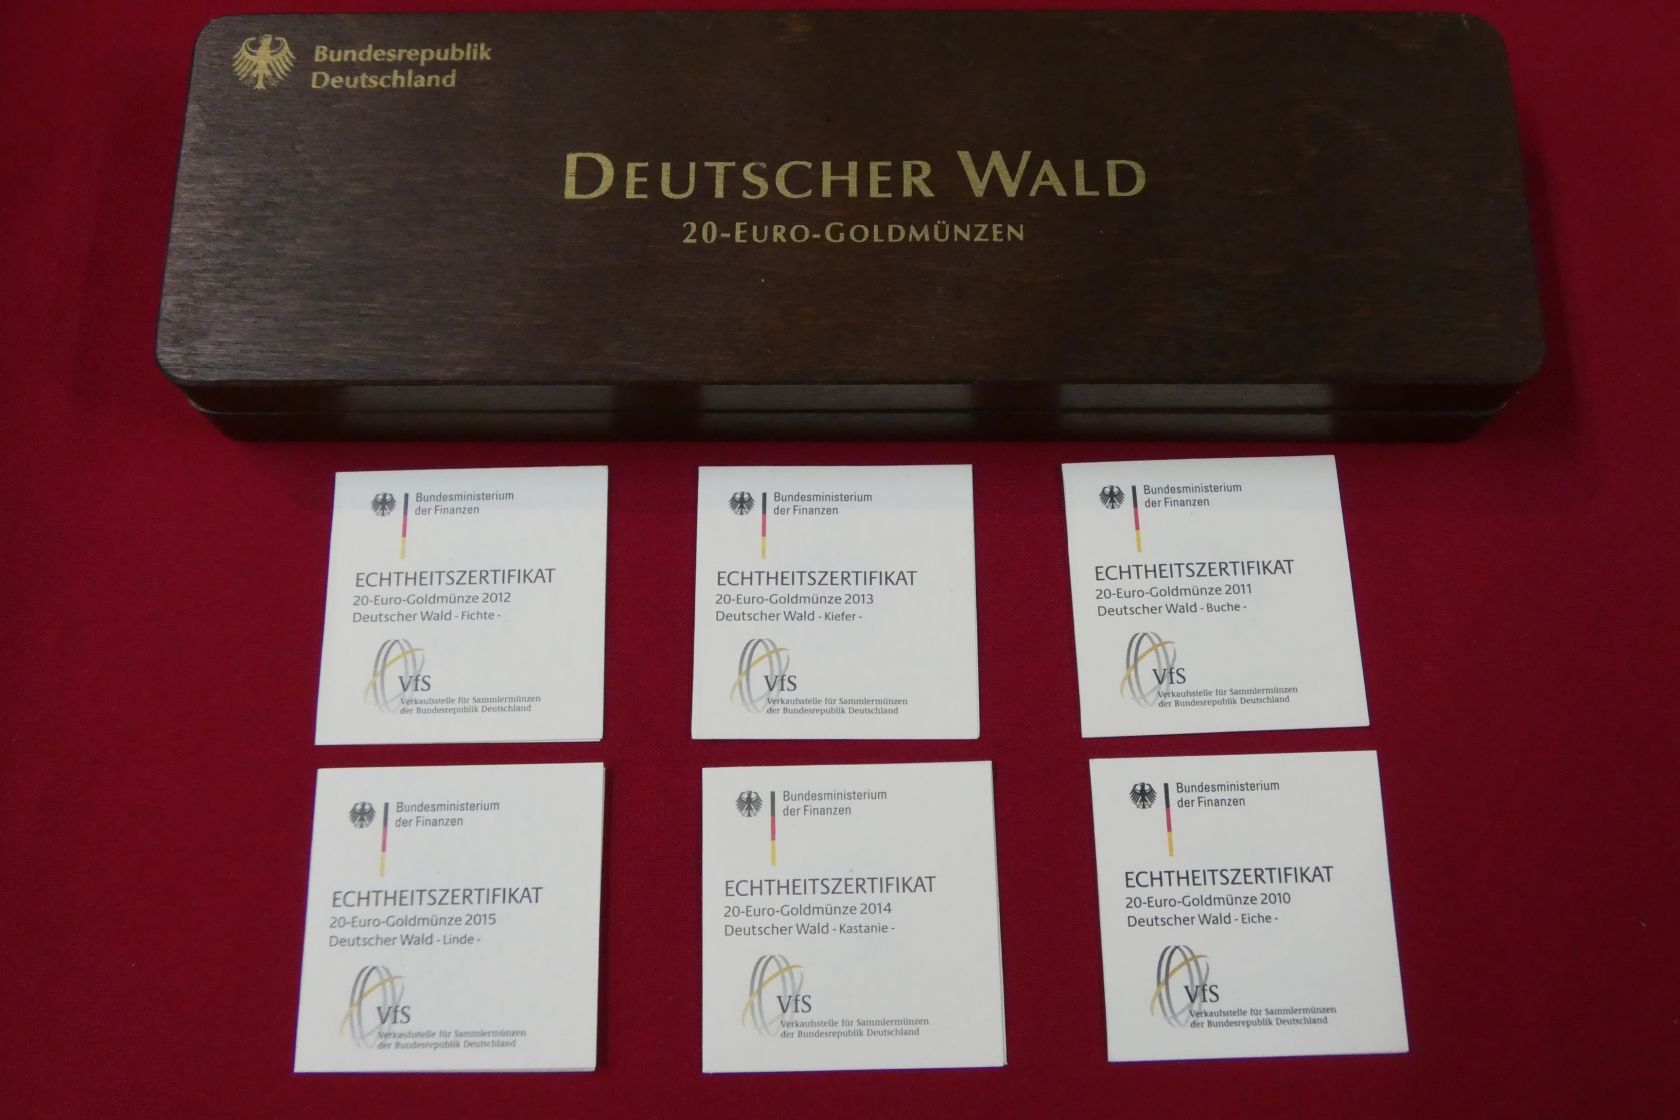 Bundesrepublik
Deutschland
DEUTSCHER WALD
20-EURO-GOLDMÜNZEN
Bundesministerium
der Finanzen
ECHTHEITSZERTIFIKAT
20-Euro-Goldmünze 2012
Deutscher Wald - Fichte -
VfS
Verkaufsstelle für Sammlermünzen
der Bundesrepublik Deutschland
Bundesministerium
der Finanzen
ECHTHEITSZERTIFIKAT
20-Euro-Goldmünze 2013
Deutscher Wald - Kiefer -
VfS
Verkaufsstelle für Sammlermünzen
der Bundesrepublik Deutschland
Bundesministerium
der Finanzen
ECHTHEITSZERTIFIKAT
20-Euro-Goldmünze 2011
Deutscher Wald - Buche -
VfS
Verkaufsstelle für Sammlermünzen
der Bundesrepublik Deutschland
Bundesministerium
der Finanzen
ECHTHEITSZERTIFIKAT
20-Euro-Goldmünze 2015
Deutscher Wald - Linde -
VfS
Verkaufsstelle für Sammlermünzen
der Bundesrepublik Deutschland
Bundesministerium
der Finanzen
ECHTHEITSZERTIFIKAT
20-Euro-Goldmünze 2014
Deutscher Wald - Kastanie -
VfS
Verkaufsstelle für Sammlermünzen
der Bundesrepublik Deutschland
Bundesministerium
der Finanzen
ECHTHEITSZERTIFIKAT
20-Euro-Goldmünze 2010
Deutscher Wald - Eiche -
VfS
Verkaufsstelle für Sammlermünzen
der Bundesrepublik Deutschland